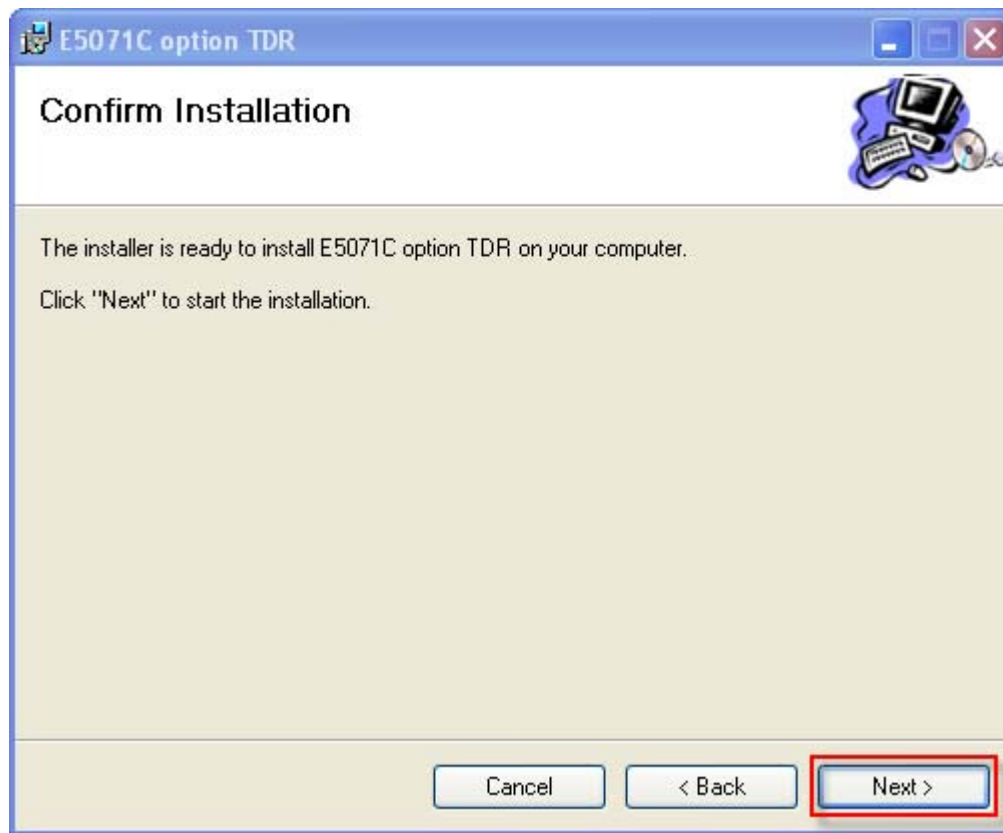 E5071C option TDR
Confirm Installation
The installer is ready to install E5071C option TDR on your computer.
Click "Next" to start the installation.
Cancel
< Back
Next >